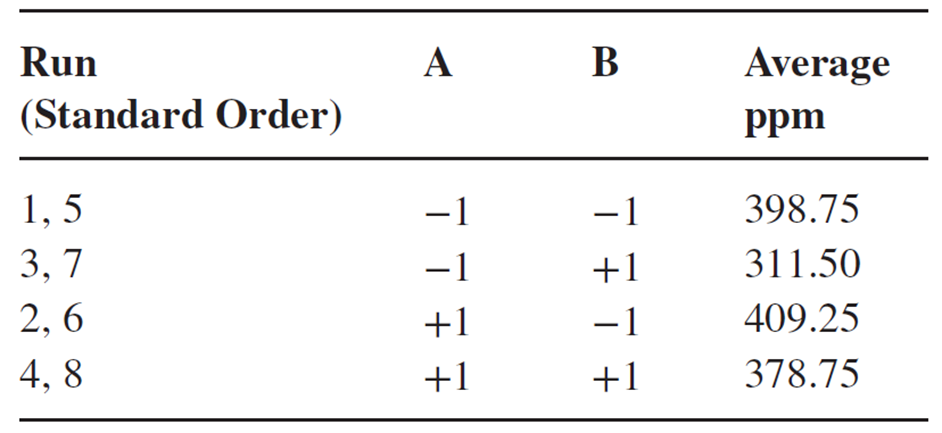 Run A B Average
(Standard Order) ppm
1, 5 −1 −1 398.75
3, 7 −1 +1 311.50
2, 6 +1 −1 409.25
4, 8 +1 +1 378.75